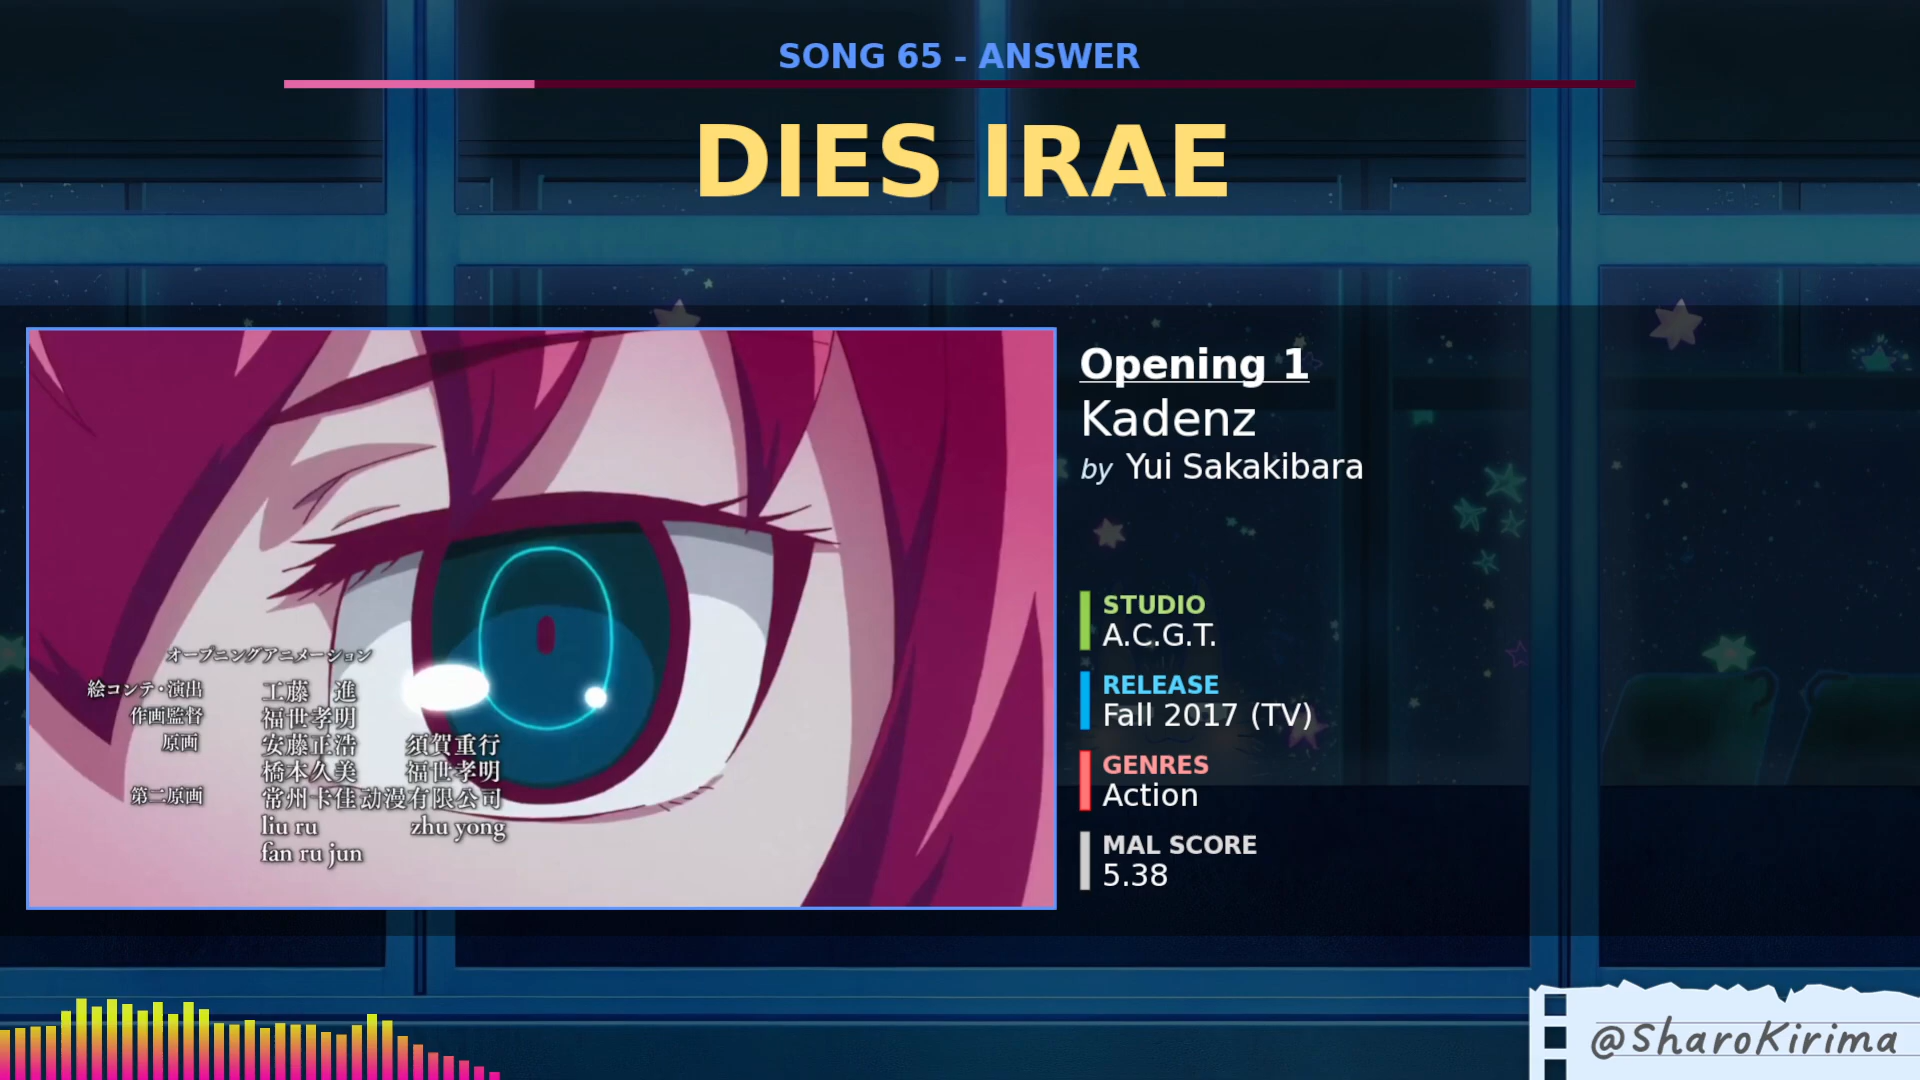 SONG 65 - ANSWER
DIES IRAE
オープニングアニメーション
絵コンテ・演出 工藤 進
作画監督 福世孝明
原画 安藤正浩 須賀重行
橋本久美 福世孝明
第二原画 常州卡佳动漫有限公司
liu ru zhu yong
fan ru jun
Opening 1
Kadenz
by Yui Sakakibara
STUDIO
A.C.G.T.
RELEASE
Fall 2017 (TV)
GENRES
Action
MAL SCORE
5.38
@SharoKirima